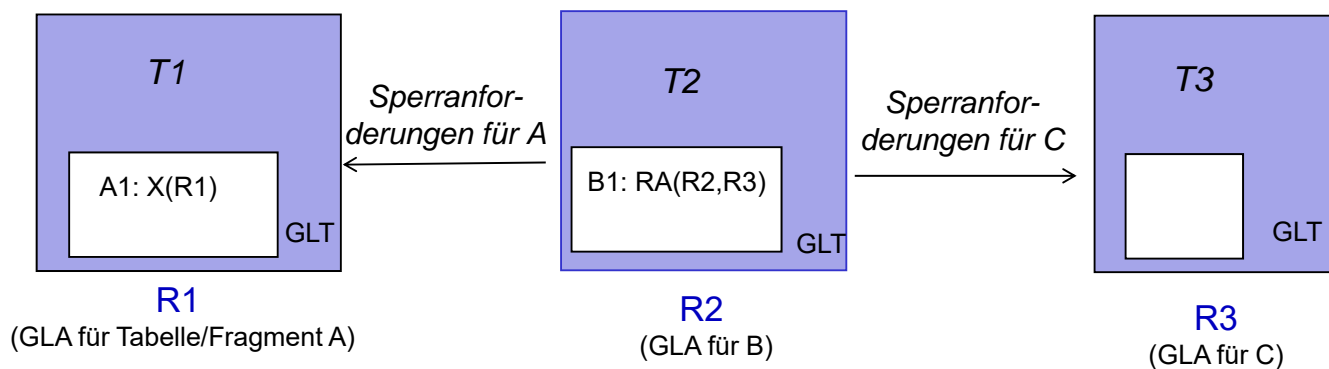 T1
Sperranfor-
derungen für A
A1: X(R1)
GLT
R1
(GLA für Tabelle/Fragment A)
T2
B1: RA(R2,R3)
GLT
R2
(GLA für B)
Sperranfor-
derungen für C
T3
GLT
R3
(GLA für C)